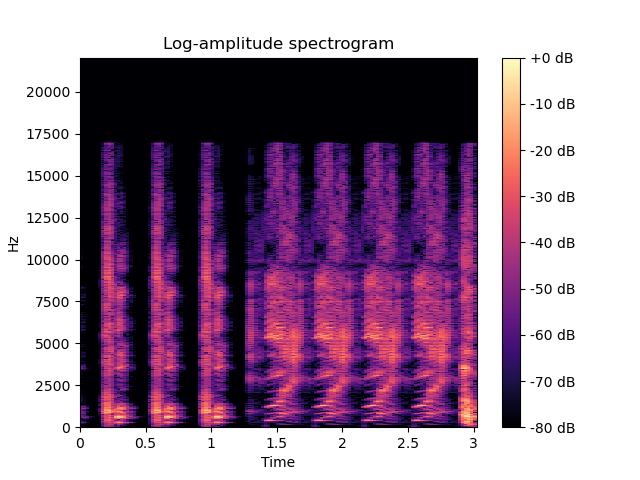 Log-amplitude spectrogram
Hz
20000
17500
15000
12500
10000
7500
5000
2500
0
0 0.5 1 1.5 2 2.5 3
Time
+0 dB
-10 dB
-20 dB
-30 dB
-40 dB
-50 dB
-60 dB
-70 dB
-80 dB